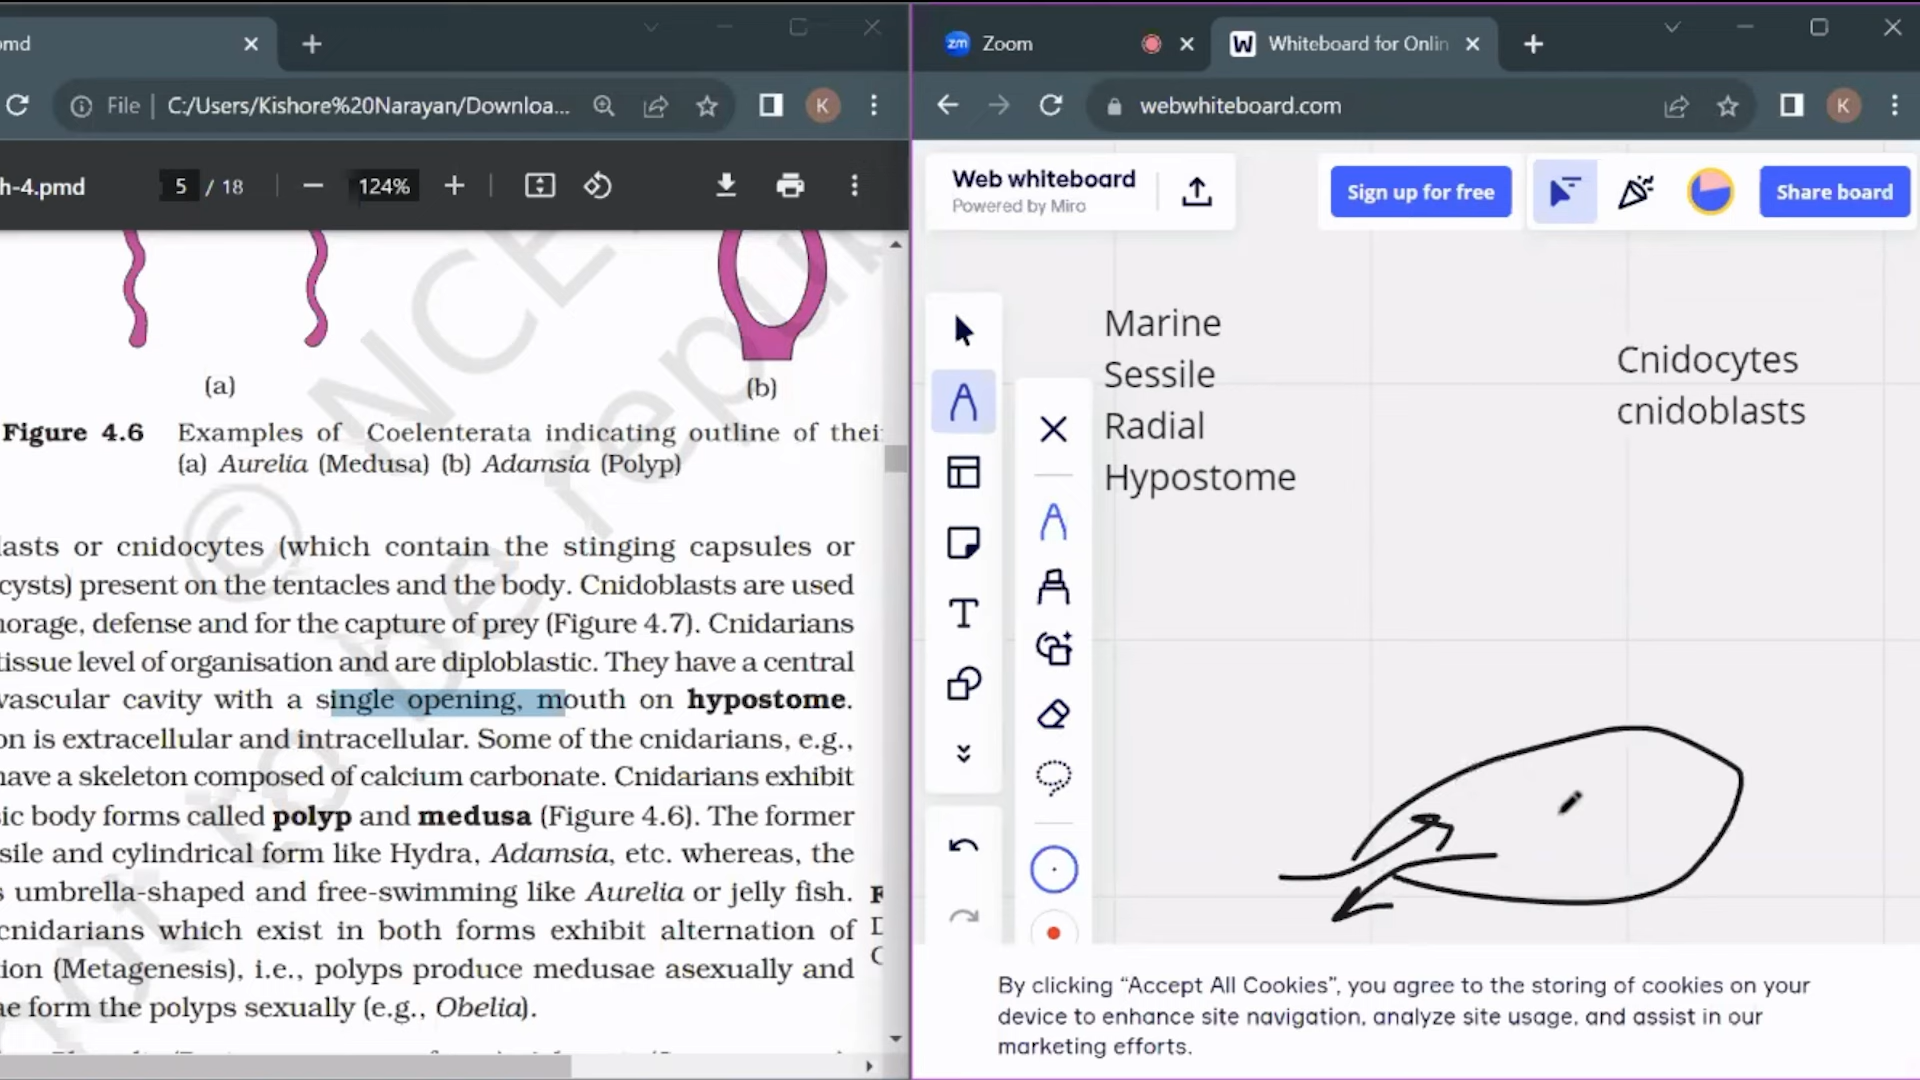 omd
Zoom
Whiteboard for Onlin
File
C:/Users/Kishore%20Narayan/Downloa...
K
webwhiteboard.com
K
h-4.pmd
5 / 18
124%
Web whiteboard
Powered by Miro
Sign up for free
Share board
(a)
(b)
Figure 4.6 Examples of Coelenterata indicating outline of thei
(a) Aurelia (Medusa) (b) Adamsia (Polyp)
lasts or cnidocytes (which contain the stinging capsules or
cysts) present on the tentacles and the body. Cnidoblasts are used
horage, defense and for the capture of prey (Figure 4.7). Cnidarians
tissue level of organisation and are diploblastic. They have a central
vascular cavity with a single opening, mouth on hypostome.
on is extracellular and intracellular. Some of the cnidarians, e.g.,
have a skeleton composed of calcium carbonate. Cnidarians exhibit
ic body forms called polyp and medusa (Figure 4.6). The former
sile and cylindrical form like Hydra, Adamsia, etc. whereas, the
s umbrella-shaped and free-swimming like Aurelia or jelly fish.
cnidarians which exist in both forms exhibit alternation of
ion (Metagenesis), i.e., polyps produce medusae asexually and
ae form the polyps sexually (e.g., Obelia).
F
D
C
© NCE
to be repu
Marine
Sessile
Radial
Hypostome
Cnidocytes
cnidoblasts
T
By clicking “Accept All Cookies”, you agree to the storing of cookies on your
device to enhance site navigation, analyze site usage, and assist in our
marketing efforts.